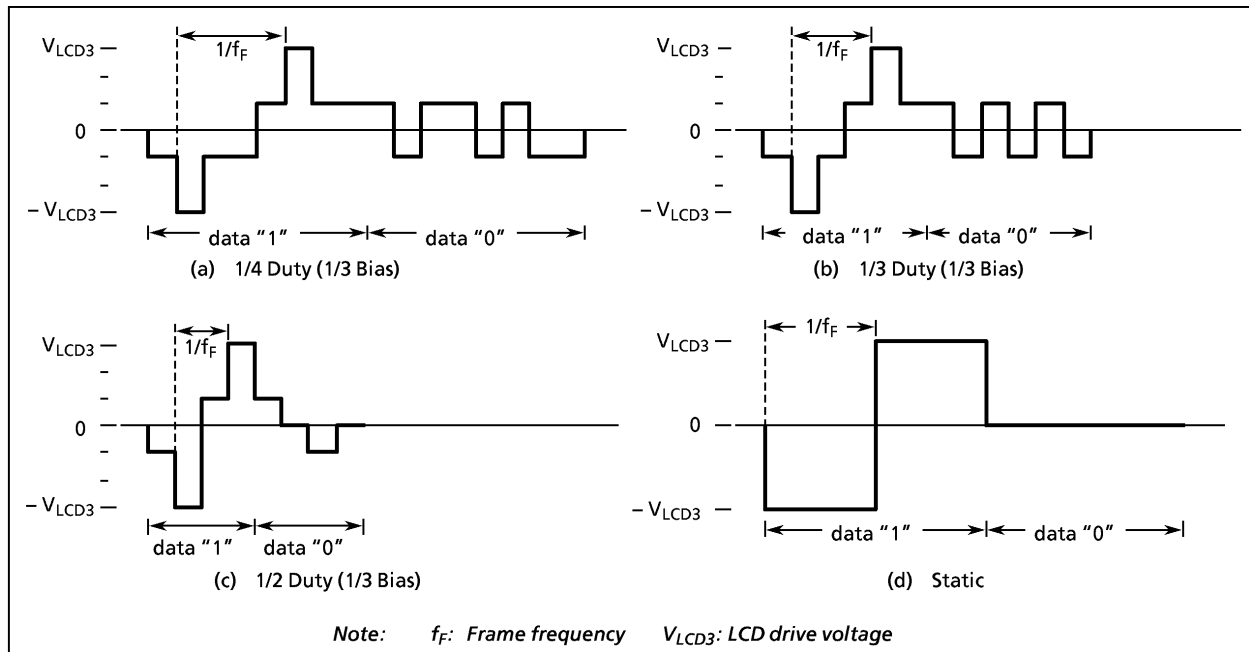 V_LCD3
1/f_F
0
– V_LCD3
data “1”
data “0”
(a) 1/4 Duty (1/3 Bias)
V_LCD3
1/f_F
0
– V_LCD3
data “1”
data “0”
(b) 1/3 Duty (1/3 Bias)
V_LCD3
1/f_F
0
– V_LCD3
data “1”
data “0”
(c) 1/2 Duty (1/3 Bias)
V_LCD3
1/f_F
0
– V_LCD3
data “1”
data “0”
(d) Static
Note: f_F: Frame frequency V_LCD3: LCD drive voltage